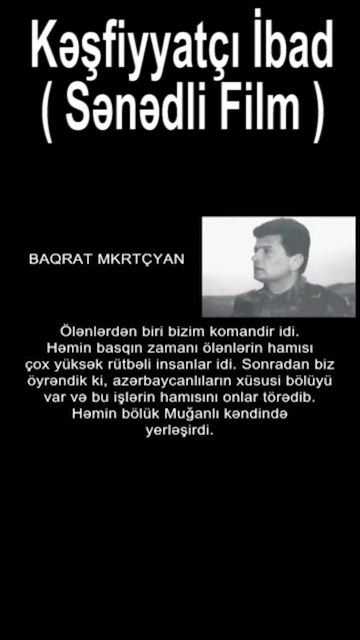 Kəşfiyyatçı İbad
( Sənədli Film )
BAQRAT MKRTÇYAN
Ölənlərdən biri bizim komandir idi.
Həmin basqın zamanı ölənlərin hamısı
çox yüksək rütbəli insanlar idi. Sonradan biz
öyrəndik ki, azərbaycanlıların xüsusi bölüyü
var və bu işlərin hamısını onlar törədib.
Həmin bölük Muğanlı kəndində
yerləşirdi.